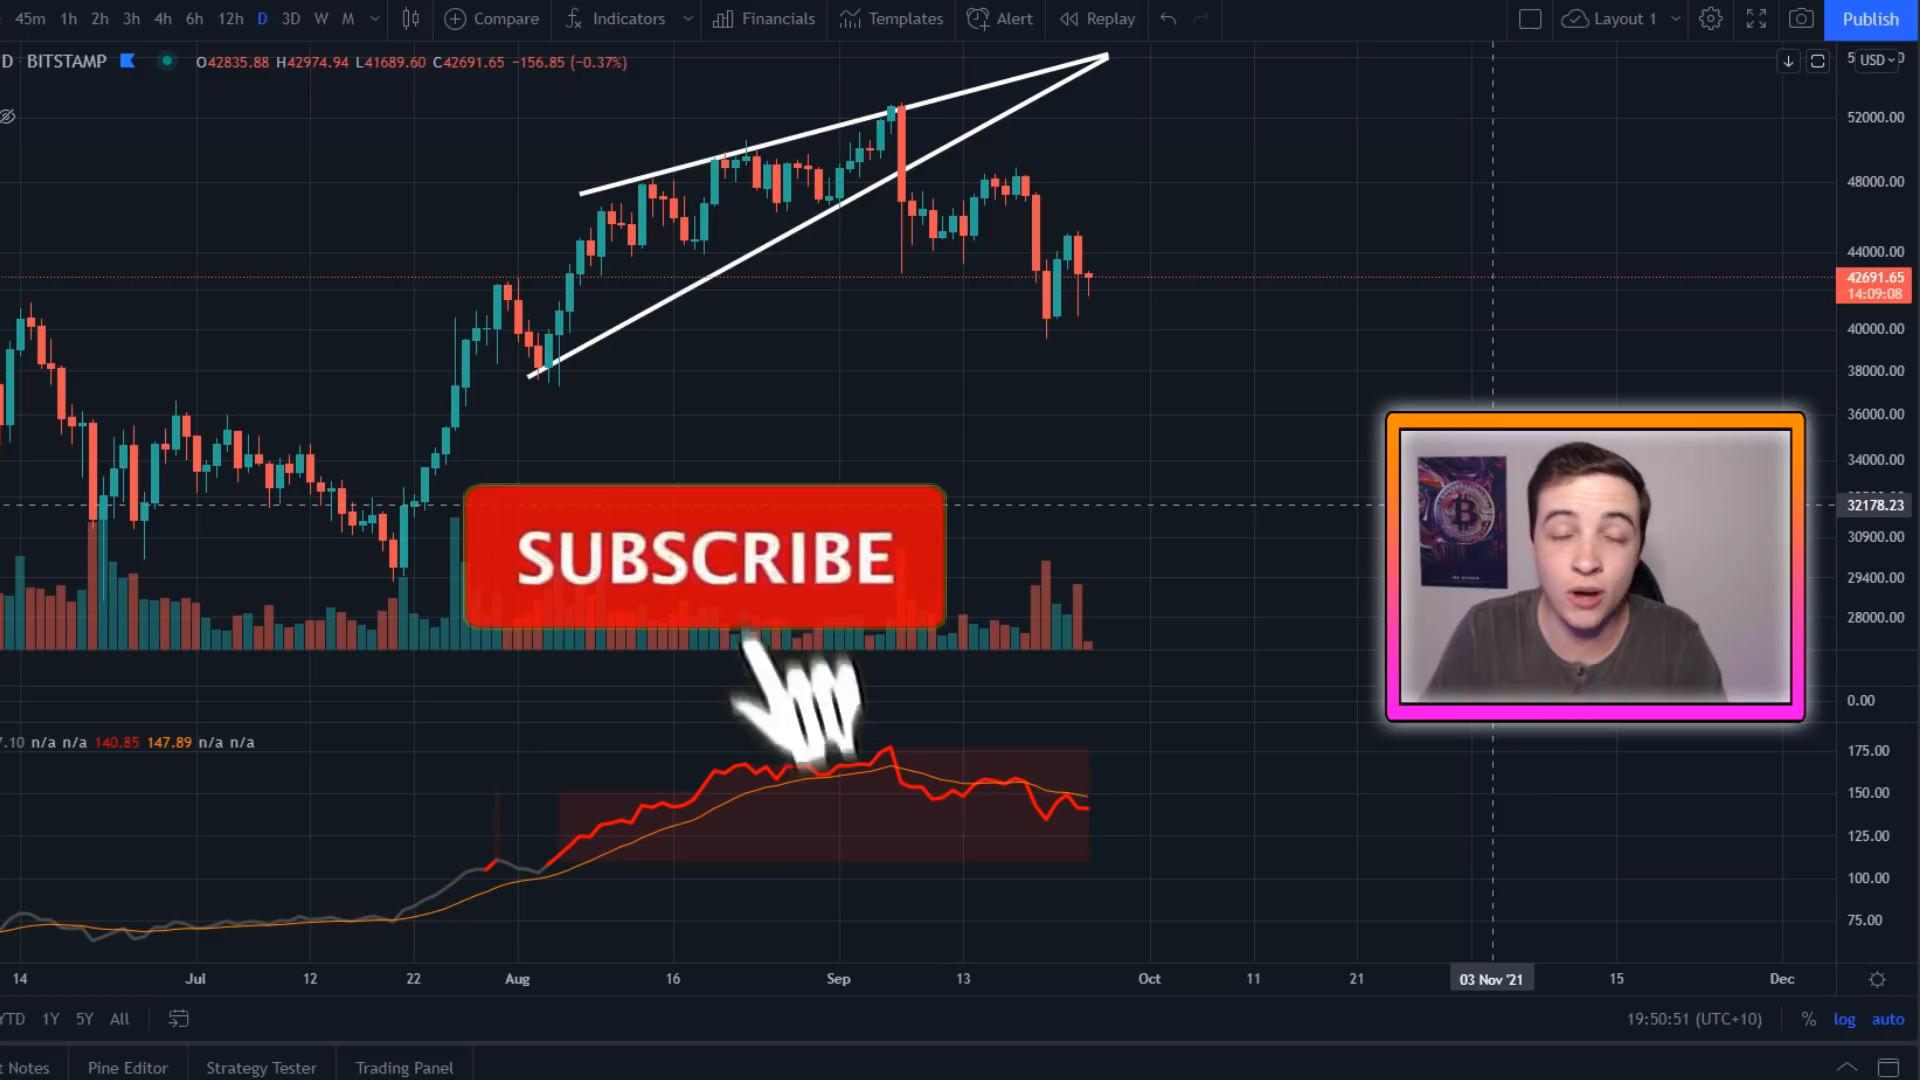 45m 1h 2h 3h 4h 6h 12h D 3D W M Compare Indicators Financials Templates Alert Replay Layout 1 Publish
D BITSTAMP O42835.88 H42974.94 L41689.60 C42691.65 −156.85 (−0.37%)
USD
52000.00
48000.00
44000.00
42691.65
14:09:08
40000.00
38000.00
36000.00
34000.00
32178.23
30900.00
29400.00
28000.00
SUBSCRIBE
0.00
7.10 n/a n/a 140.85 147.89 n/a n/a
175.00
150.00
125.00
100.00
75.00
14 Jul 12 22 Aug 16 Sep 13 Oct 11 21 03 Nov '21 15 Dec
YTD 1Y 5Y All 19:50:51 (UTC+10) % log auto
t Notes Pine Editor Strategy Tester Trading Panel